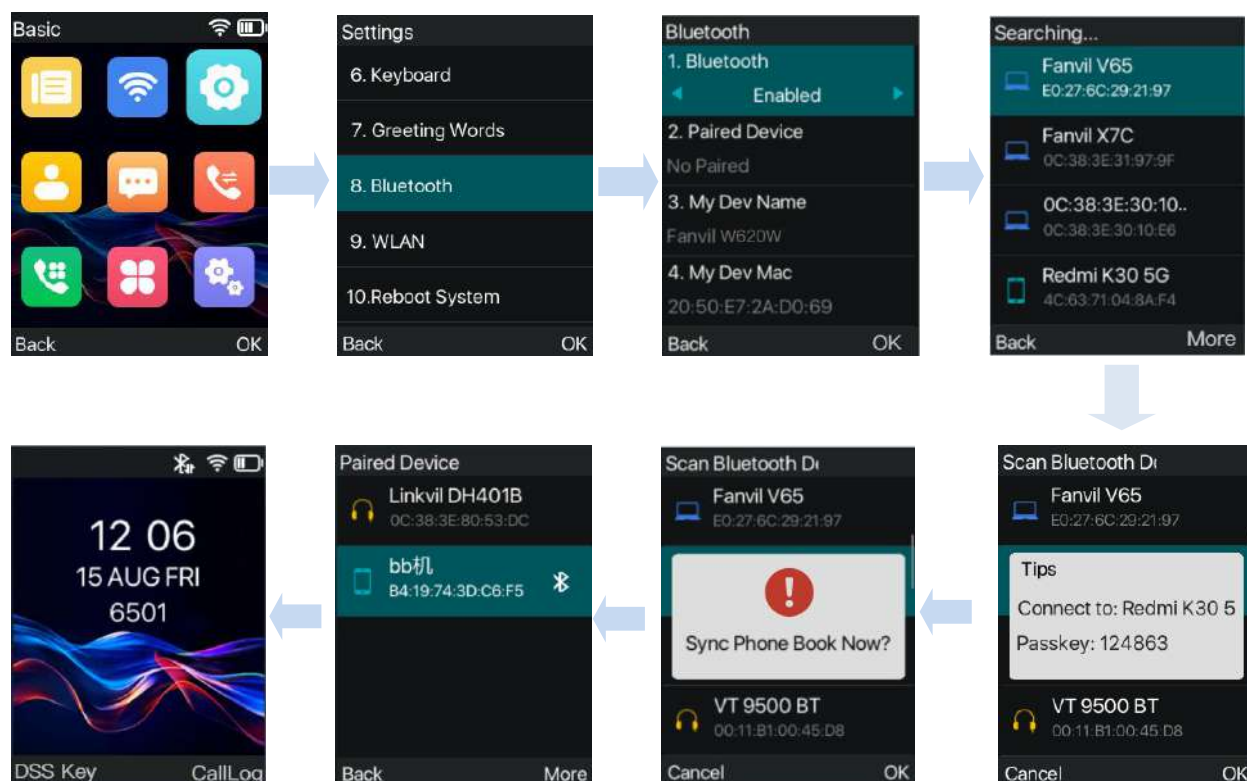 Basic
Back OK
Settings
6. Keyboard
7. Greeting Words
8. Bluetooth
9. WLAN
10.Reboot System
Back OK
Bluetooth
1. Bluetooth
Enabled
2. Paired Device
No Paired
3. My Dev Name
Fanvil W620W
4. My Dev Mac
20:50:E7:2A:D0:69
Back OK
Searching...
Fanvil V65
E0:27:6C:29:21:97
Fanvil X7C
0C:38:3E:31:97:9F
0C:38:3E:30:10..
0C:38:3E:30:10:E6
Redmi K30 5G
4C:63:71:04:8A:F4
Back More
Scan Bluetooth D
Fanvil V65
E0:27:6C:29:21:97
Tips
Connect to: Redmi K30 5
Passkey: 124863
VT 9500 BT
00:11:B1:00:45:D8
Cancel OK
Scan Bluetooth D
Fanvil V65
E0:27:6C:29:21:97
Sync Phone Book Now?
VT 9500 BT
00:11:B1:00:45:D8
Cancel OK
Paired Device
Linkvil DH401B
0C:38:3E:80:53:DC
bb机
B4:19:74:3D:C6:F5
Back More
12 06
15 AUG FRI
6501
DSS Key CallLog